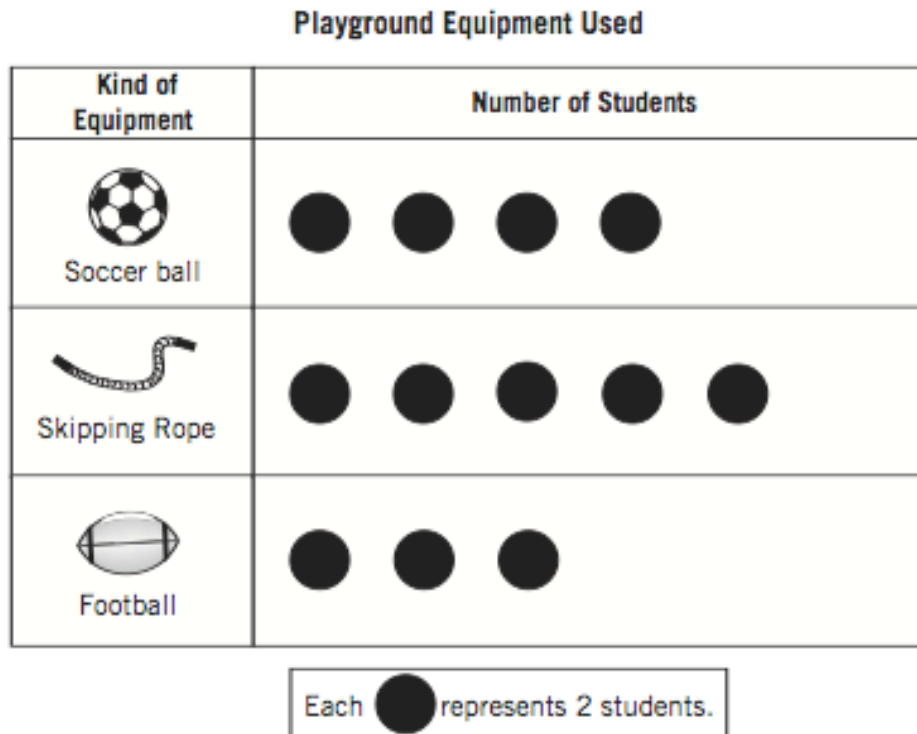 Playground Equipment Used
Kind of
Equipment
Number of Students
Soccer ball
Skipping Rope
Football
Each represents 2 students.